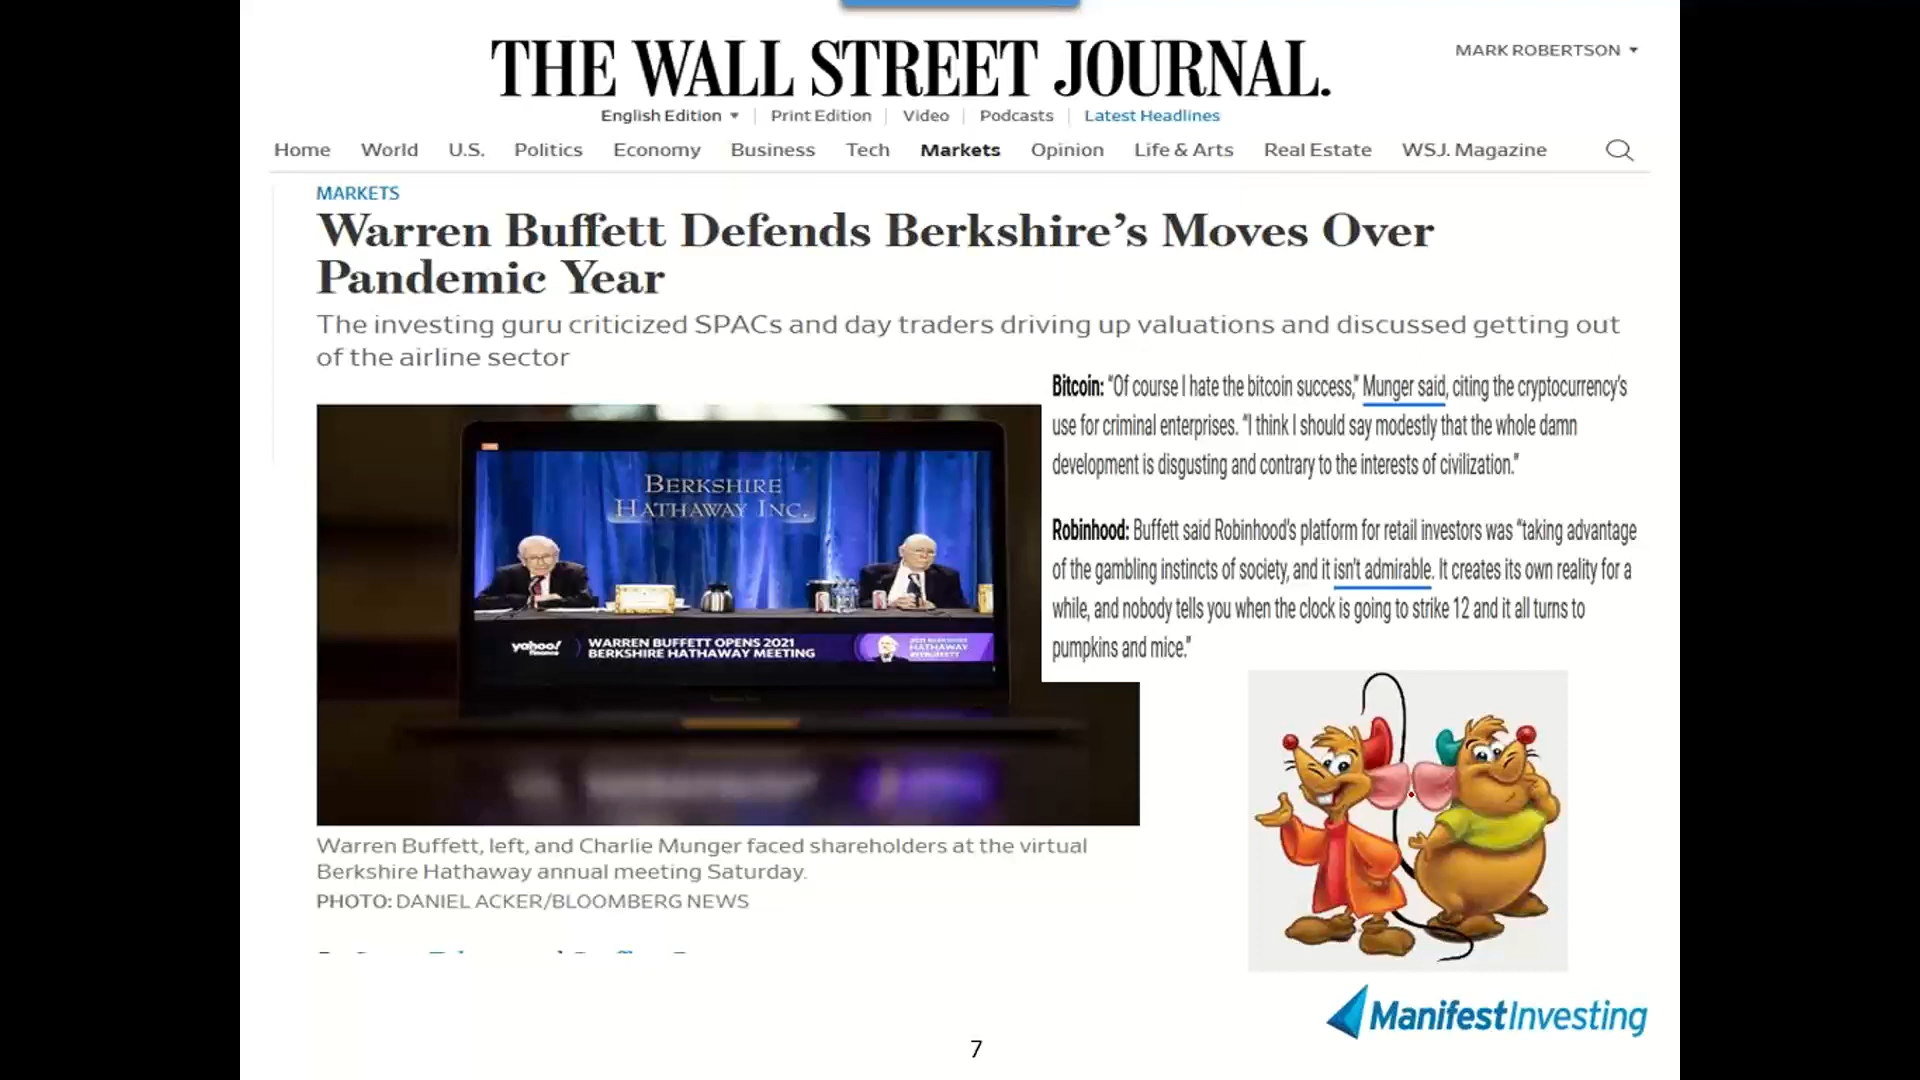 THE WALL STREET JOURNAL.
MARK ROBERTSON
English Edition
Print Edition
Video
Podcasts
Latest Headlines
Home
World
U.S.
Politics
Economy
Business
Tech
Markets
Opinion
Life & Arts
Real Estate
WSJ. Magazine
MARKETS
Warren Buffett Defends Berkshire’s Moves Over
Pandemic Year
The investing guru criticized SPACs and day traders driving up valuations and discussed getting out
of the airline sector
Bitcoin: “Of course I hate the bitcoin success,” Munger said, citing the cryptocurrency’s
use for criminal enterprises. “I think I should say modestly that the whole damn
development is disgusting and contrary to the interests of civilization.”
Robinhood: Buffett said Robinhood’s platform for retail investors was “taking advantage
of the gambling instincts of society, and it isn’t admirable. It creates its own reality for a
while, and nobody tells you when the clock is going to strike 12 and it all turns to
pumpkins and mice.”
BERKSHIRE
HATHAWAY INC.
yahoo!
finance
WARREN BUFFETT OPENS 2021
BERKSHIRE HATHAWAY MEETING
2021 BERKSHIRE
HATHAWAY
Warren Buffett, left, and Charlie Munger faced shareholders at the virtual
Berkshire Hathaway annual meeting Saturday.
PHOTO: DANIEL ACKER/BLOOMBERG NEWS
ManifestInvesting
7